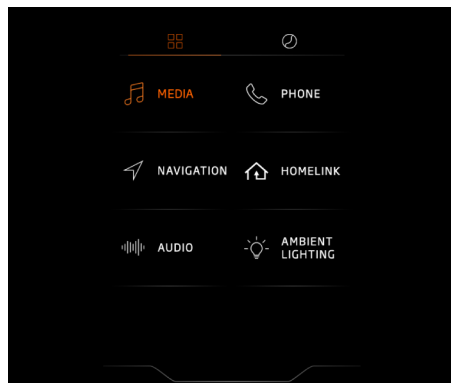 MEDIA
PHONE
NAVIGATION
HOMELINK
AUDIO
AMBIENT
LIGHTING